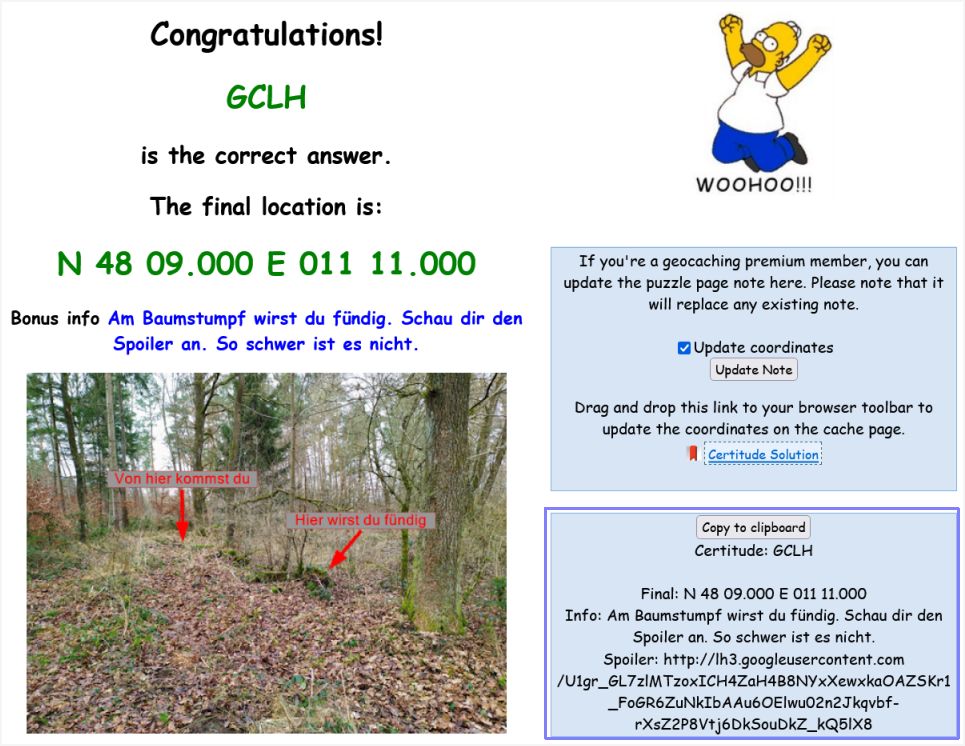 Congratulations!
GCLH
is the correct answer.
The final location is:
N 48 09.000 E 011 11.000
Bonus info Am Baumstumpf wirst du fündig. Schau dir den
Spoiler an. So schwer ist es nicht.
Von hier kommst du
Hier wirst du fündig
WOOHOO!!!
If you're a geocaching premium member, you can
update the puzzle page note here. Please note that it
will replace any existing note.
Update coordinates
Update Note
Drag and drop this link to your browser toolbar to
update the coordinates on the cache page.
Certitude Solution
Copy to clipboard
Certitude: GCLH
Final: N 48 09.000 E 011 11.000
Info: Am Baumstumpf wirst du fündig. Schau dir den
Spoiler an. So schwer ist es nicht.
Spoiler: http://lh3.googleusercontent.com
/U1gr_GL7zlMTzoxICH4ZaH4B8NYxXewxkaOAZSKr1
_FoGR6ZuNkIbAAu6OElwu02n2Jkqvbf-
rXsZ2P8Vtj6DkSouDkZ_kQ5lX8